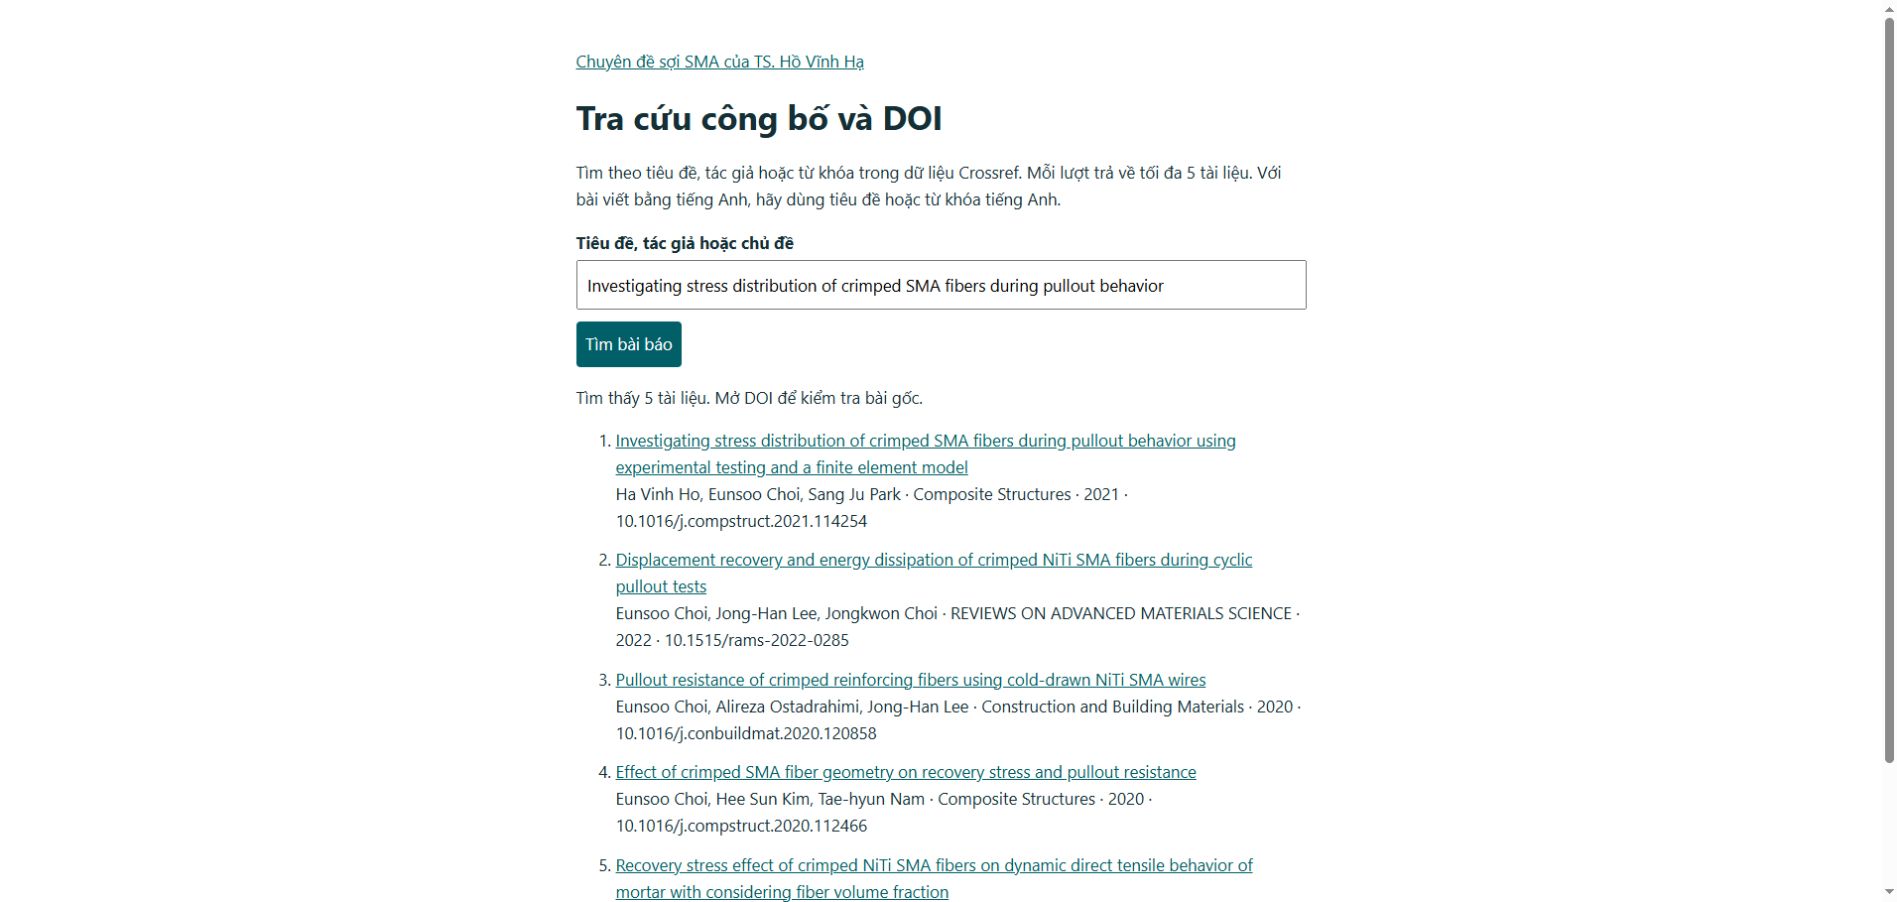 Chuyên đề sợi SMA của TS. Hồ Vĩnh Hạ
Tra cứu công bố và DOI
Tìm theo tiêu đề, tác giả hoặc từ khóa trong dữ liệu Crossref. Mỗi lượt trả về tối đa 5 tài liệu. Với
bài viết bằng tiếng Anh, hãy dùng tiêu đề hoặc từ khóa tiếng Anh.
Tiêu đề, tác giả hoặc chủ đề
Investigating stress distribution of crimped SMA fibers during pullout behavior
Tìm bài báo
Tìm thấy 5 tài liệu. Mở DOI để kiểm tra bài gốc.
1. Investigating stress distribution of crimped SMA fibers during pullout behavior using
experimental testing and a finite element model
Ha Vinh Ho, Eunsoo Choi, Sang Ju Park · Composite Structures · 2021 ·
10.1016/j.compstruct.2021.114254
2. Displacement recovery and energy dissipation of crimped NiTi SMA fibers during cyclic
pullout tests
Eunsoo Choi, Jong-Han Lee, Jongkwon Choi · REVIEWS ON ADVANCED MATERIALS SCIENCE ·
2022 · 10.1515/rams-2022-0285
3. Pullout resistance of crimped reinforcing fibers using cold-drawn NiTi SMA wires
Eunsoo Choi, Alireza Ostadrahimi, Jong-Han Lee · Construction and Building Materials · 2020 ·
10.1016/j.conbuildmat.2020.120858
4. Effect of crimped SMA fiber geometry on recovery stress and pullout resistance
Eunsoo Choi, Hee Sun Kim, Tae-hyun Nam · Composite Structures · 2020 ·
10.1016/j.compstruct.2020.112466
5. Recovery stress effect of crimped NiTi SMA fibers on dynamic direct tensile behavior of
mortar with considering fiber volume fraction